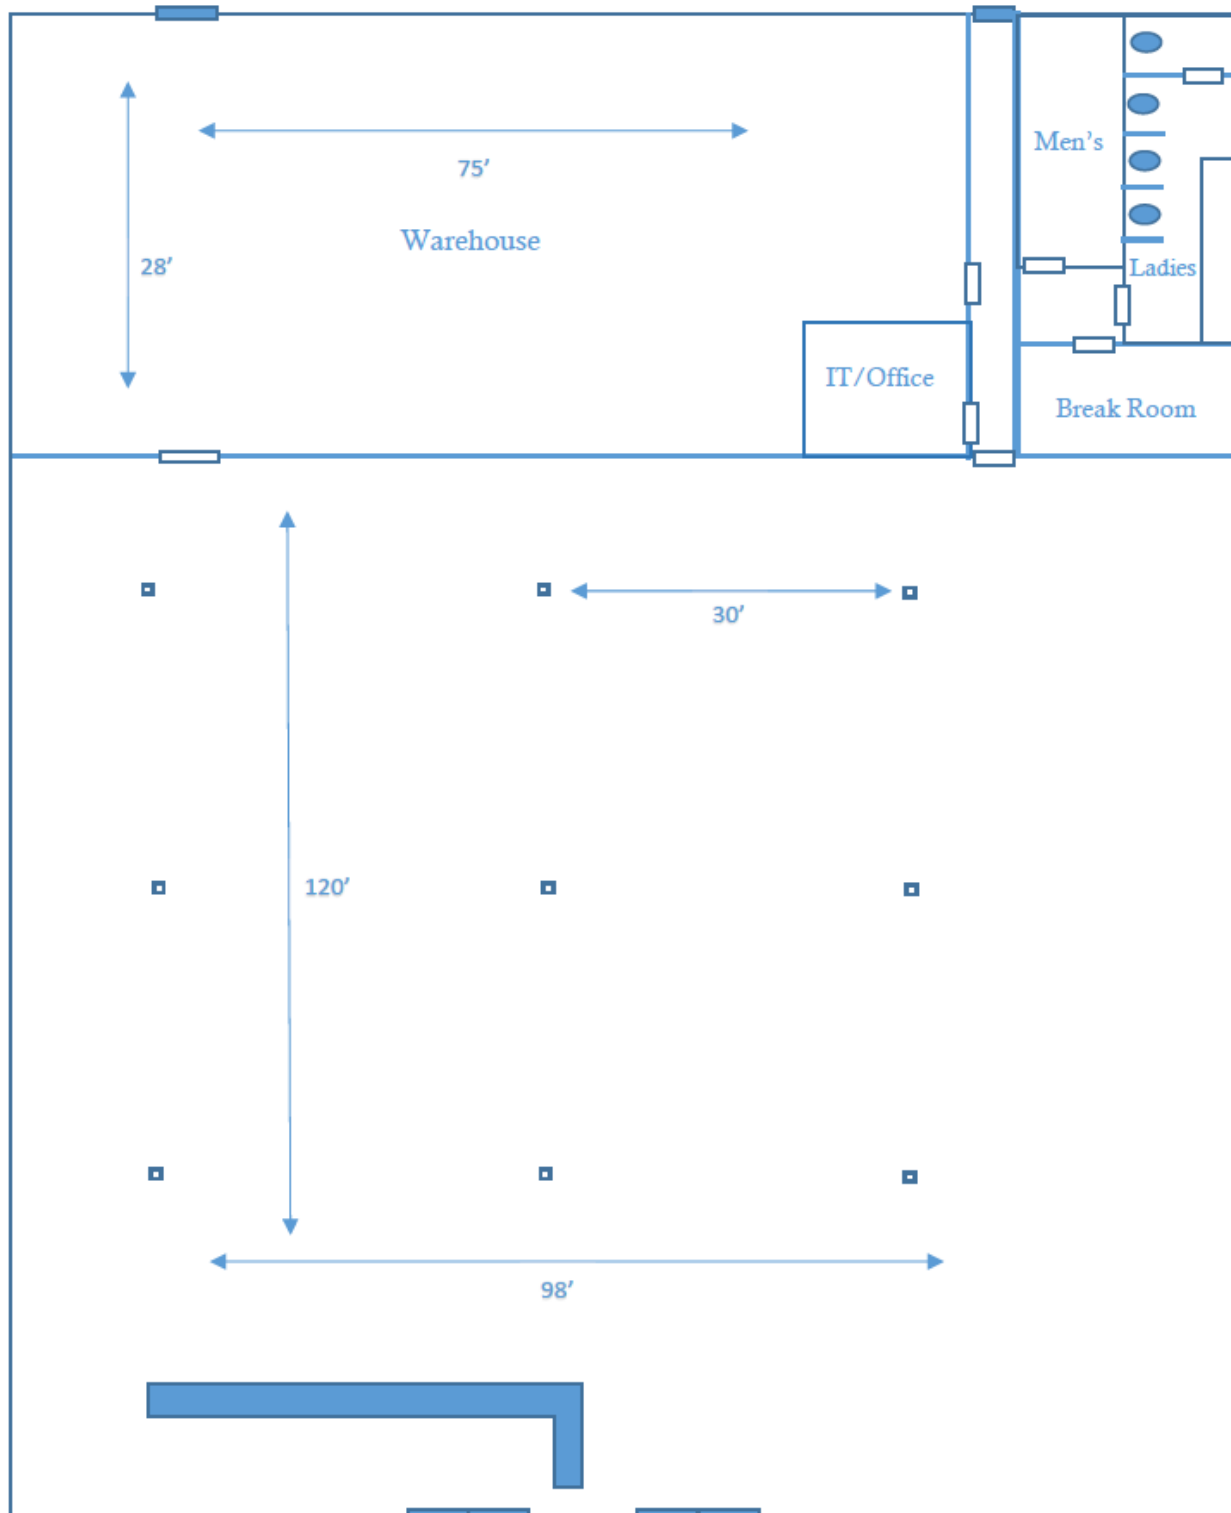 Men's
75'
Warehouse
28'
Ladies
IT/Office
Break Room
30'
120'
98'